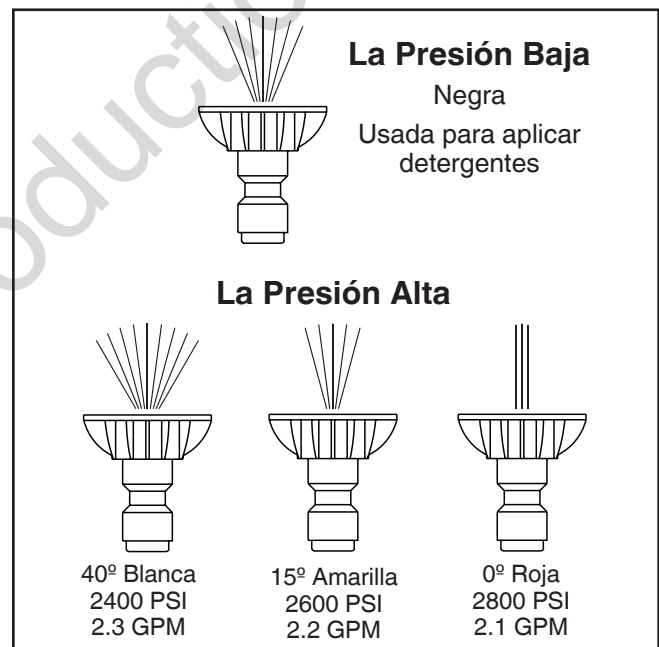 La Presión Baja
Negra
Usada para aplicar
detergentes
La Presión Alta
40º Blanca
2400 PSI
2.3 GPM
15º Amarilla
2600 PSI
2.2 GPM
0º Roja
2800 PSI
2.1 GPM